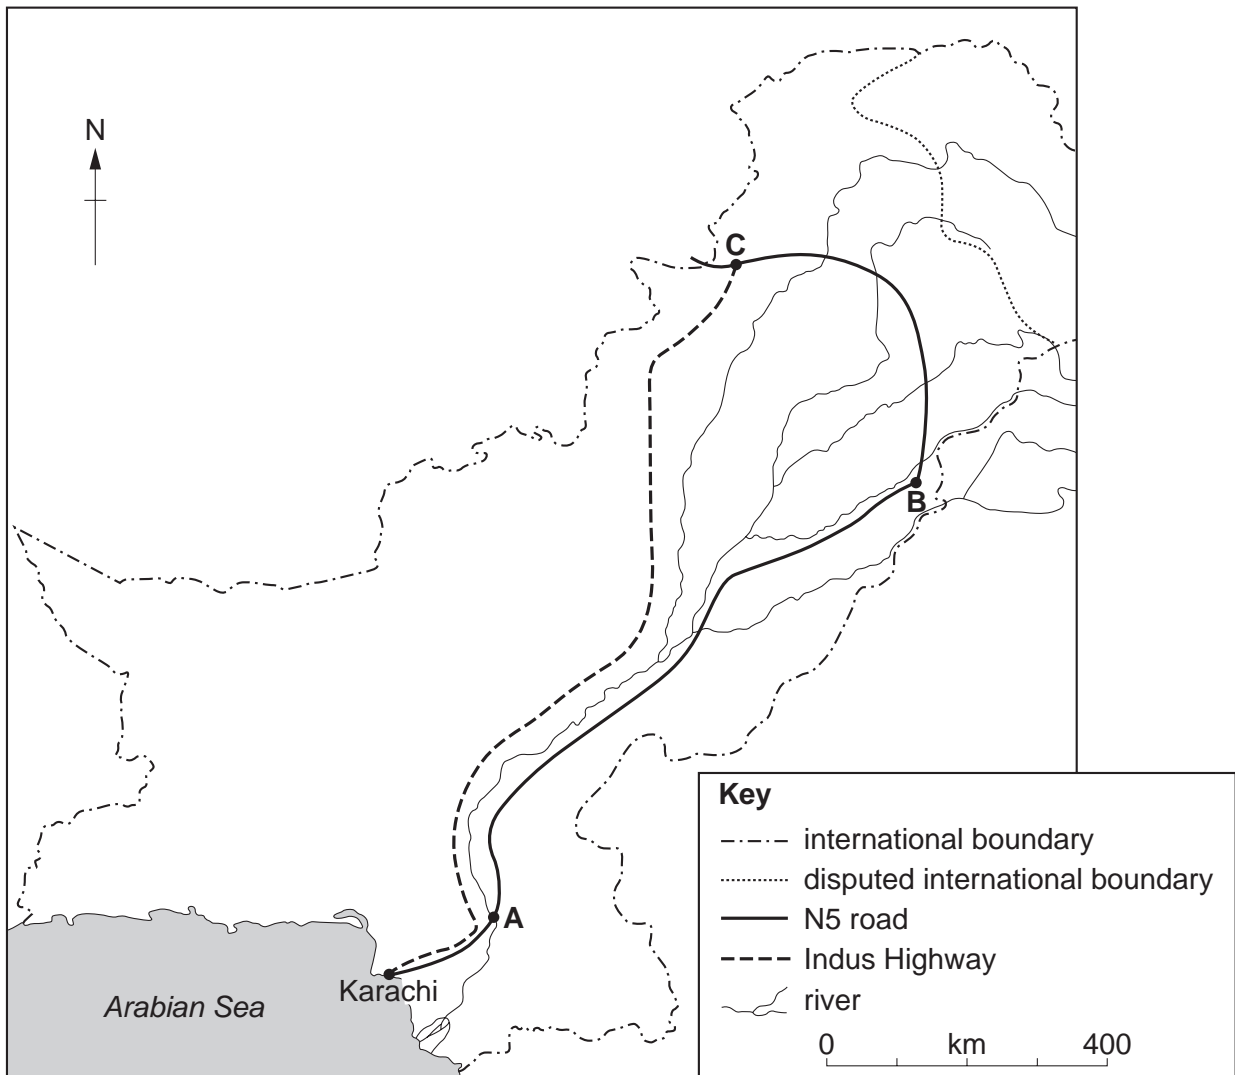 N
C
B
A
Karachi
Arabian Sea
Key
international boundary
disputed international boundary
N5 road
Indus Highway
river
0 km 400